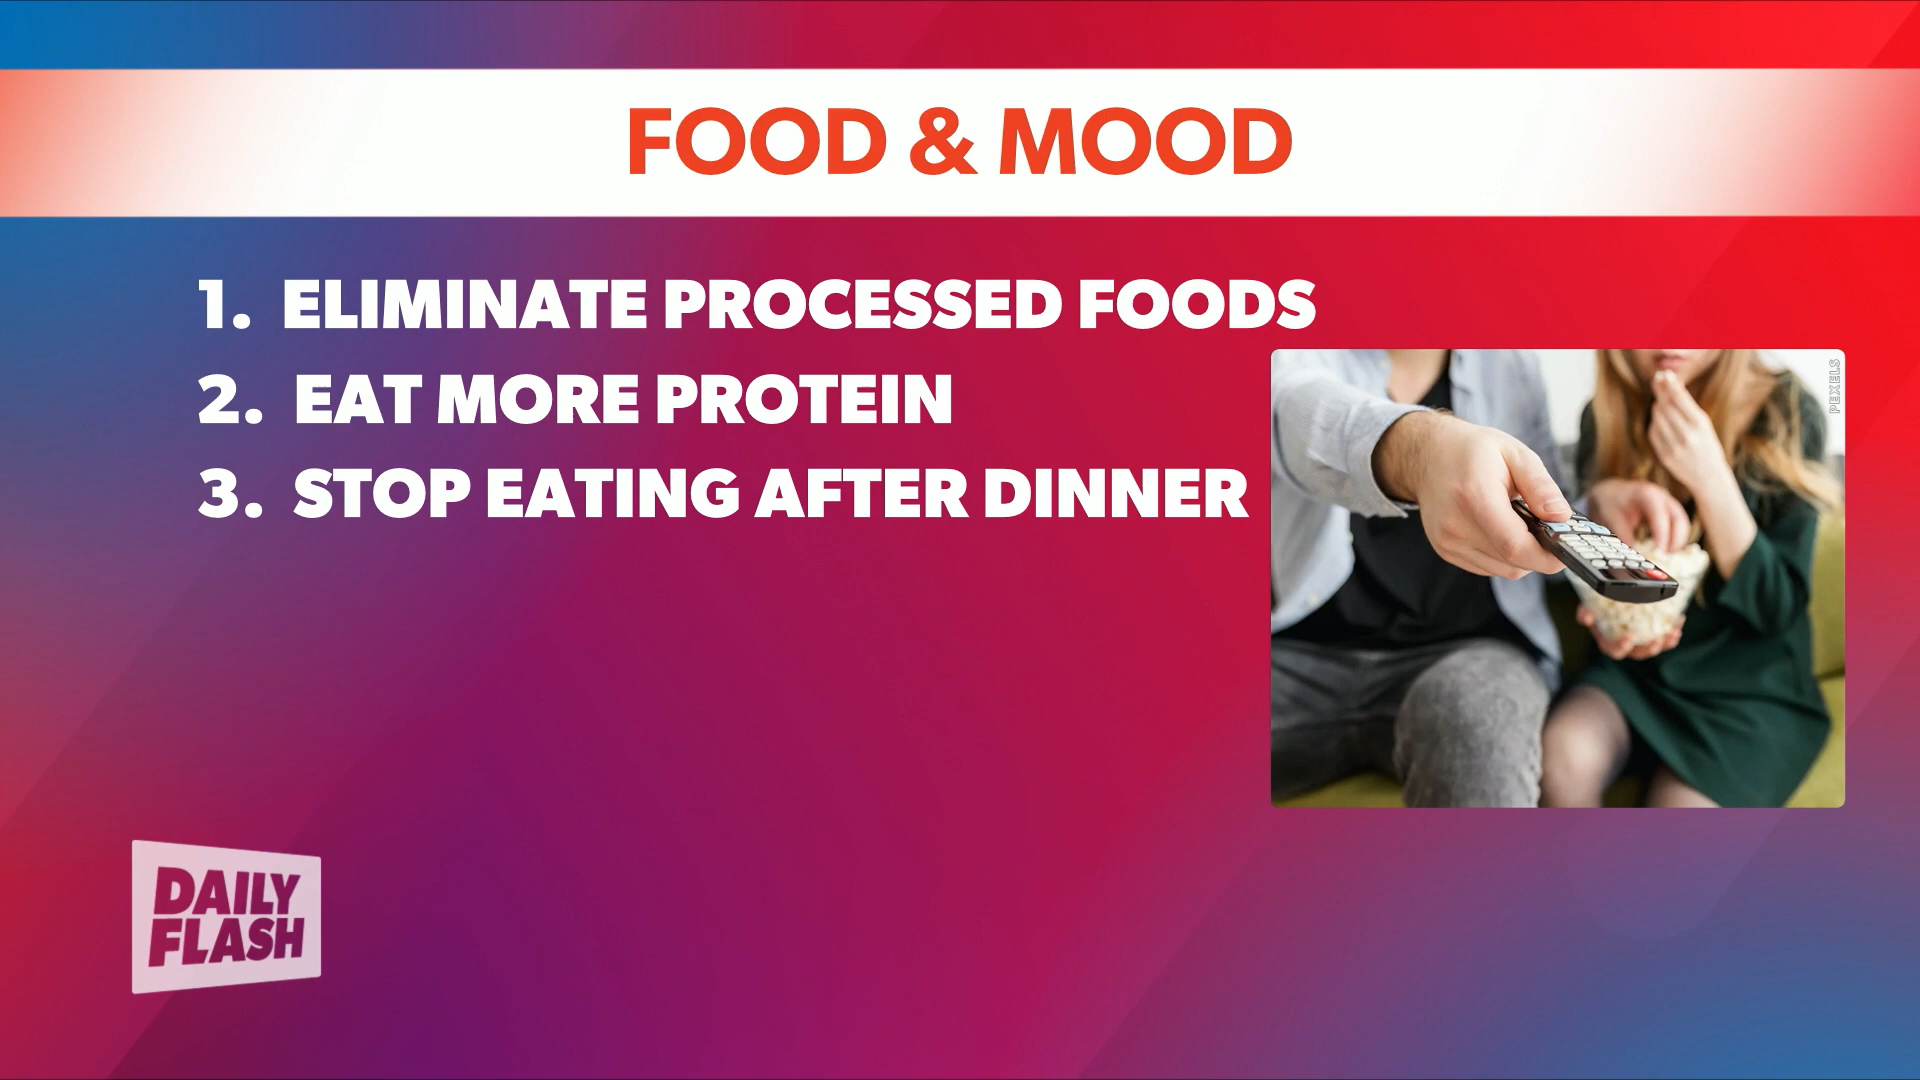 FOOD & MOOD
1. ELIMINATE PROCESSED FOODS
2. EAT MORE PROTEIN
3. STOP EATING AFTER DINNER
PEXELS
DAILY
FLASH